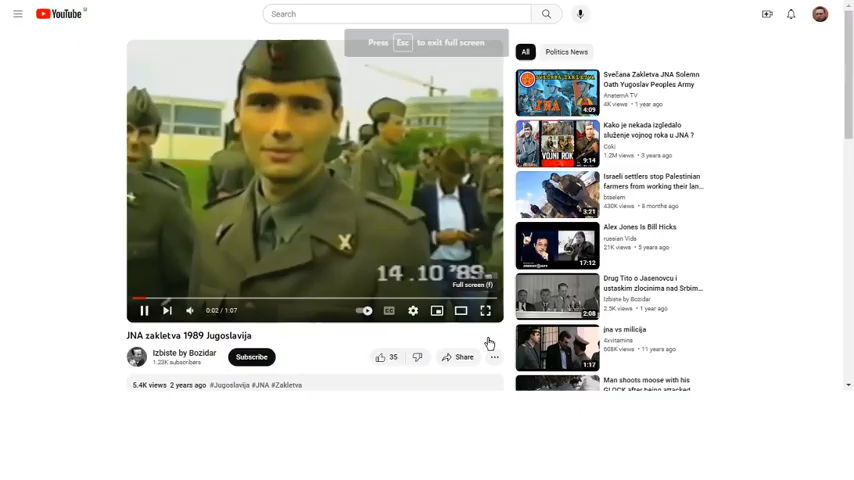 YouTube
SI
Search
Press Esc to exit full screen
14.10'89
Full screen (f)
0:02 / 1:07
JNA zakletva 1989 Jugoslavija
Izbiste by Bozidar
1.23K subscribers
Subscribe
35
Share
5.4K views 2 years ago #Jugoslavija #JNA #Zakletva
All
Politics News
JNA
4:09
Svečana Zakletva JNA Solemn
Oath Yugoslav Peoples Army
AnatemA TV
4K views • 1 year ago
VOJNI ROK
9:14
Kako je nekada izgledalo
služenje vojnog roka u JNA ?
Coki
1.2M views • 3 years ago
3:21
Israeli settlers stop Palestinian
farmers from working their lan...
btselem
430K views • 8 months ago
17:12
Alex Jones Is Bill Hicks
russian Vids
21K views • 5 years ago
2:08
Drug Tito o Jasenovcu i
ustaskim zlocinima nad Srbim...
Izbiste by Bozidar
2.5K views • 1 year ago
1:17
jna vs milicija
4xvitamina
608K views • 11 years ago
Man shoots moose with his
GLOCK after being attacked